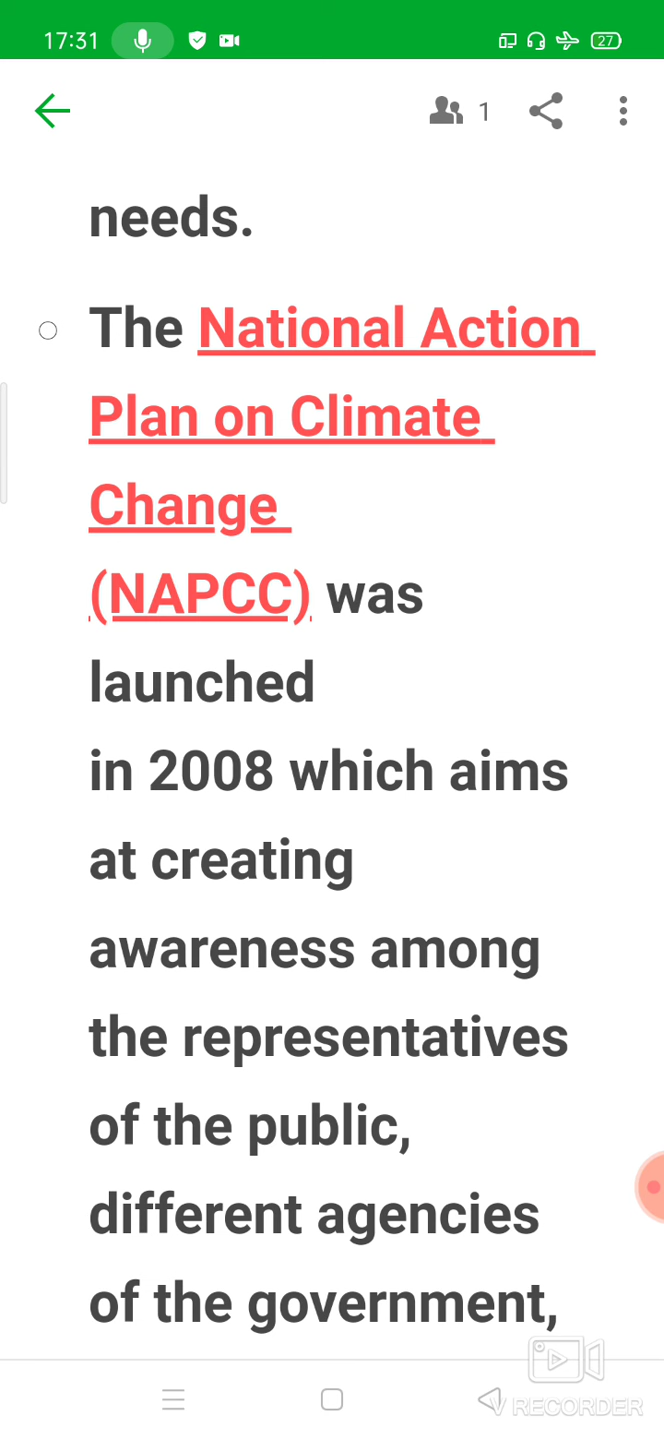 17:31
27
1
needs.
The National Action
Plan on Climate
Change
(NAPCC) was
launched
in 2008 which aims
at creating
awareness among
the representatives
of the public,
different agencies
of the government,
V RECORDER